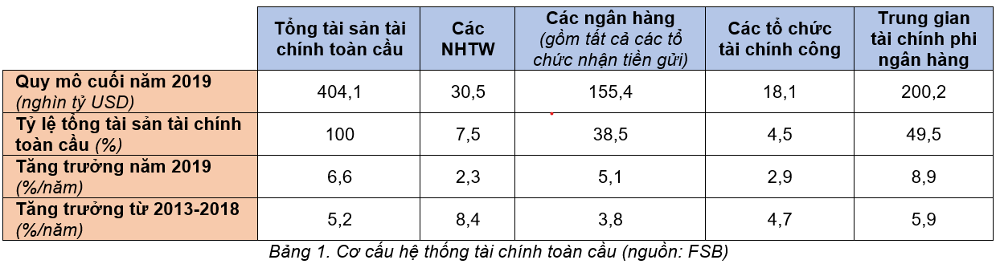 Tổng tài sản tài
chính toàn cầu
Các
NHTW
Các ngân hàng
(gồm tất cả các tổ
chức nhận tiền gửi)
Các tổ chức
tài chính công
Trung gian
tài chính phi
ngân hàng
Quy mô cuối năm 2019
(nghìn tỷ USD)
404,1
30,5
155,4
18,1
200,2
Tỷ lệ tổng tài sản tài chính
toàn cầu (%)
100
7,5
38,5
4,5
49,5
Tăng trưởng năm 2019
(%/năm)
6,6
2,3
5,1
2,9
8,9
Tăng trưởng từ 2013-2018
(%/năm)
5,2
8,4
3,8
4,7
5,9
Bảng 1. Cơ cấu hệ thống tài chính toàn cầu (nguồn: FSB)